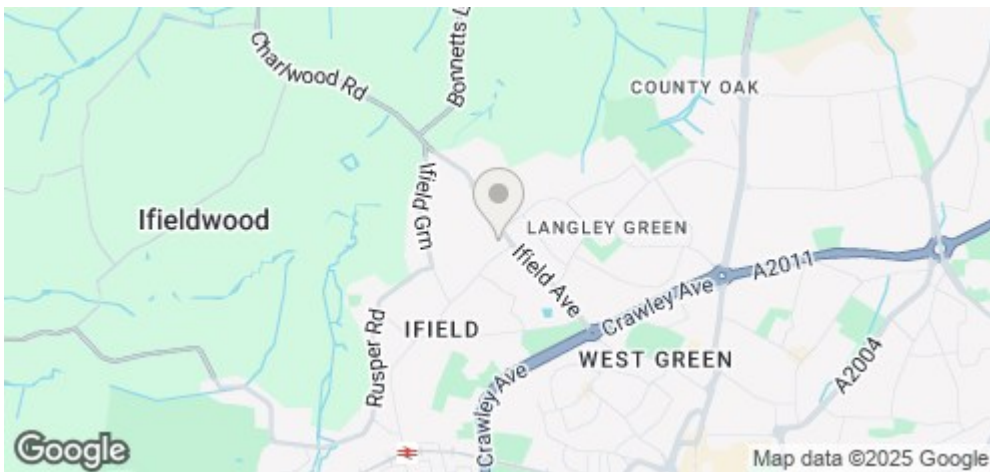 Bonnetts L
Charlwood Rd
COUNTY OAK
Ifield Grn
Ifieldwood
LANGLEY GREEN
Ifield Ave
A2011
Crawley Ave
Rusper Rd
IFIELD
WEST GREEN
A2004
Crawley Ave
Google
Map data ©2025 Google